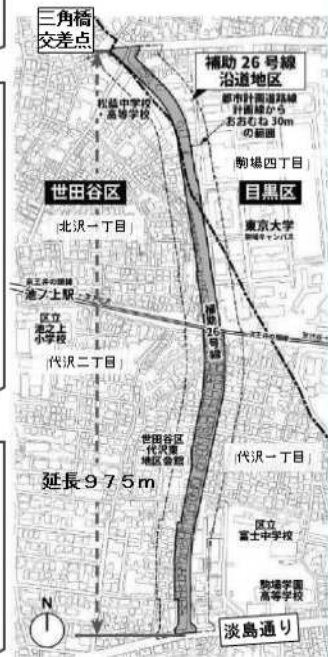 三角橋
交差点
補助26号線
沿道地区
都市計画道路線
計画線から
おおむね30m
の範囲
松蔭中学校
・高等学校
駒場四丁目
世田谷区
目黒区
北沢一丁目
東京大学
駒場キャンパス
京王井の頭線
池ノ上駅
補助26号線
京王井の頭線
区立
池之上
小学校
代沢二丁目
世田谷区
代沢東
地区会館
代沢一丁目
延長975m
区立
富士中学校
駒場学園
高等学校
N
淡島通り